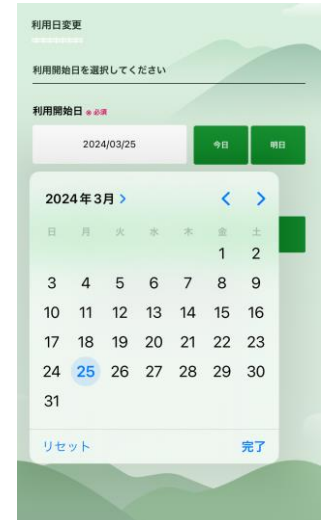 利用日変更
利用開始日を選択してください
利用開始日 ※必須
2024/03/25 今日 明日
2024年3月 >
日 月 火 水 木 金 土
1 2
3 4 5 6 7 8 9
10 11 12 13 14 15 16
17 18 19 20 21 22 23
24 25 26 27 28 29 30
31
リセット 完了